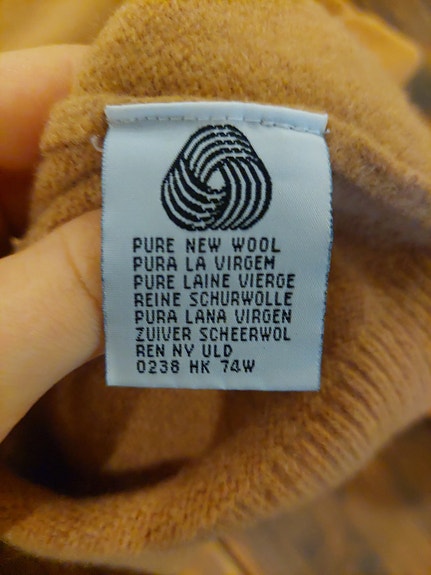 PURE NEW WOOL
PURA LA VIRGEM
PURE LAINE VIERGE
REINE SCHURWOLLE
PURA LANA VIRGEN
ZUIVER SCHEERWOL
REN NY ULD
0238 HK 74W